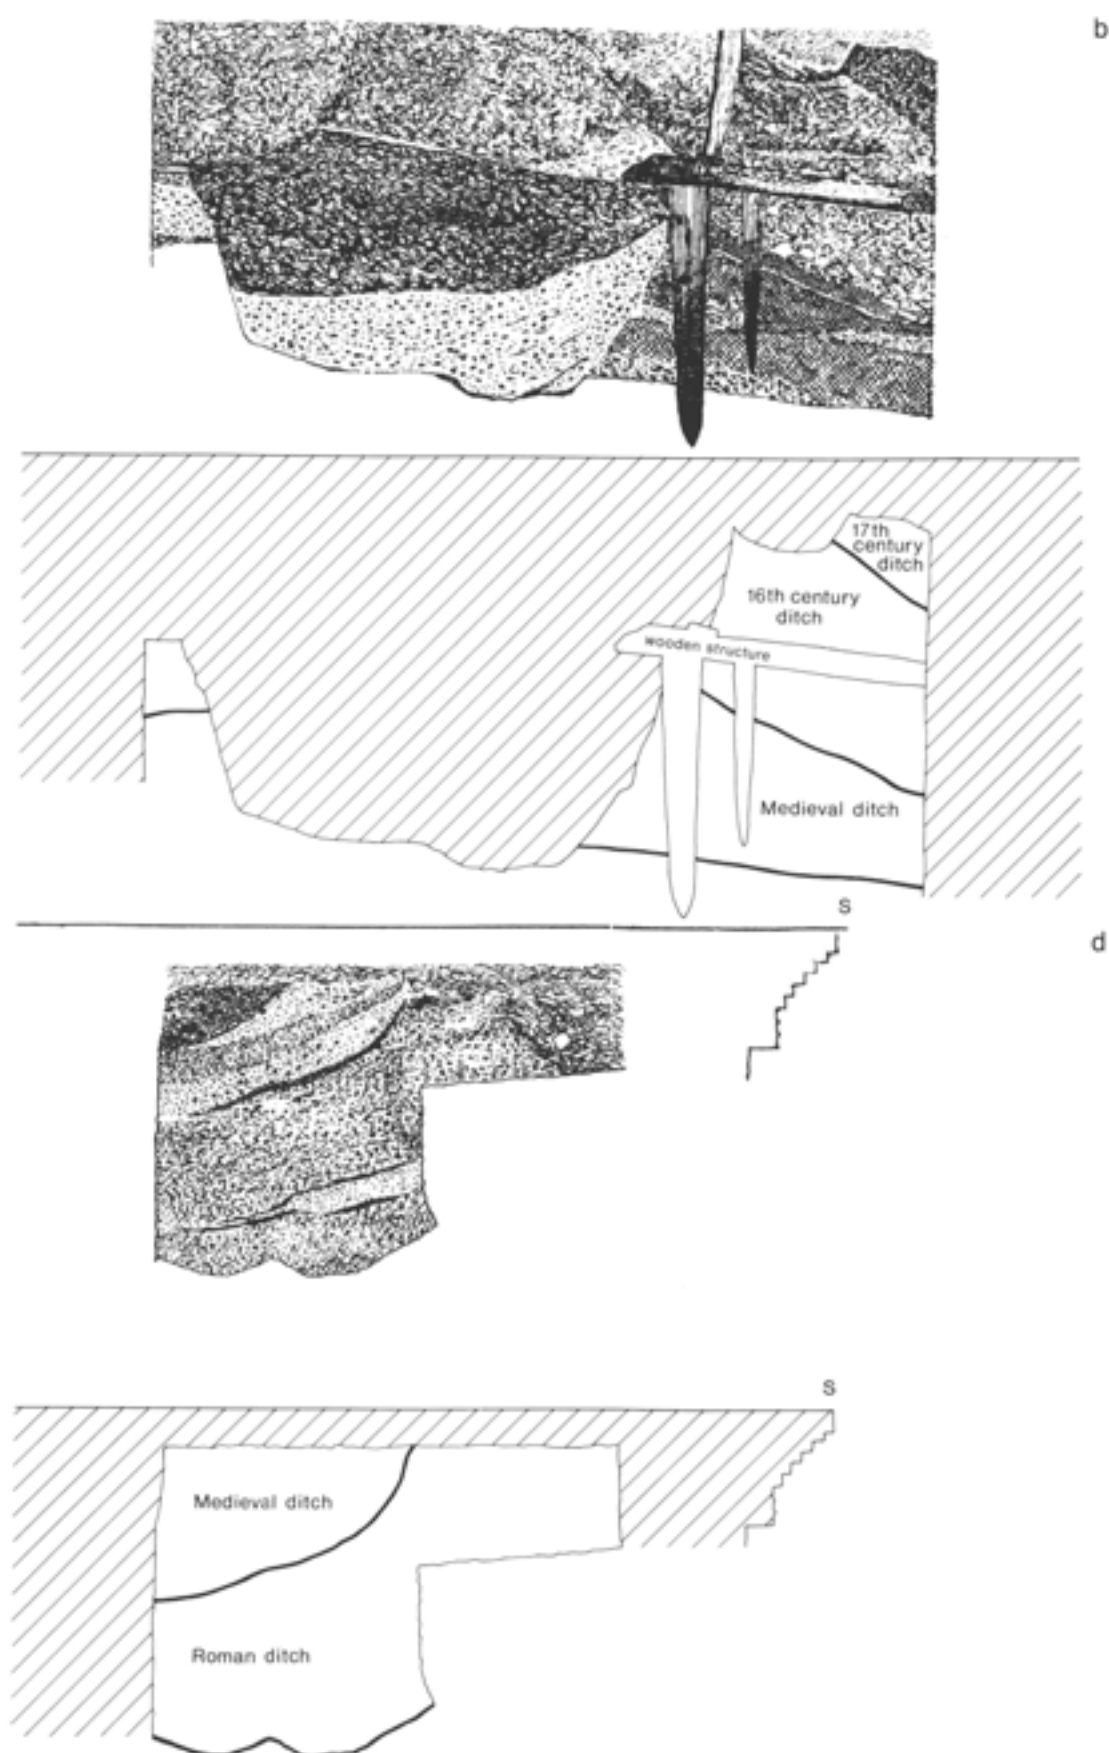 b
17th
century
ditch
16th century
ditch
wooden structure
Medieval ditch
S
d
S
Medieval ditch
Roman ditch